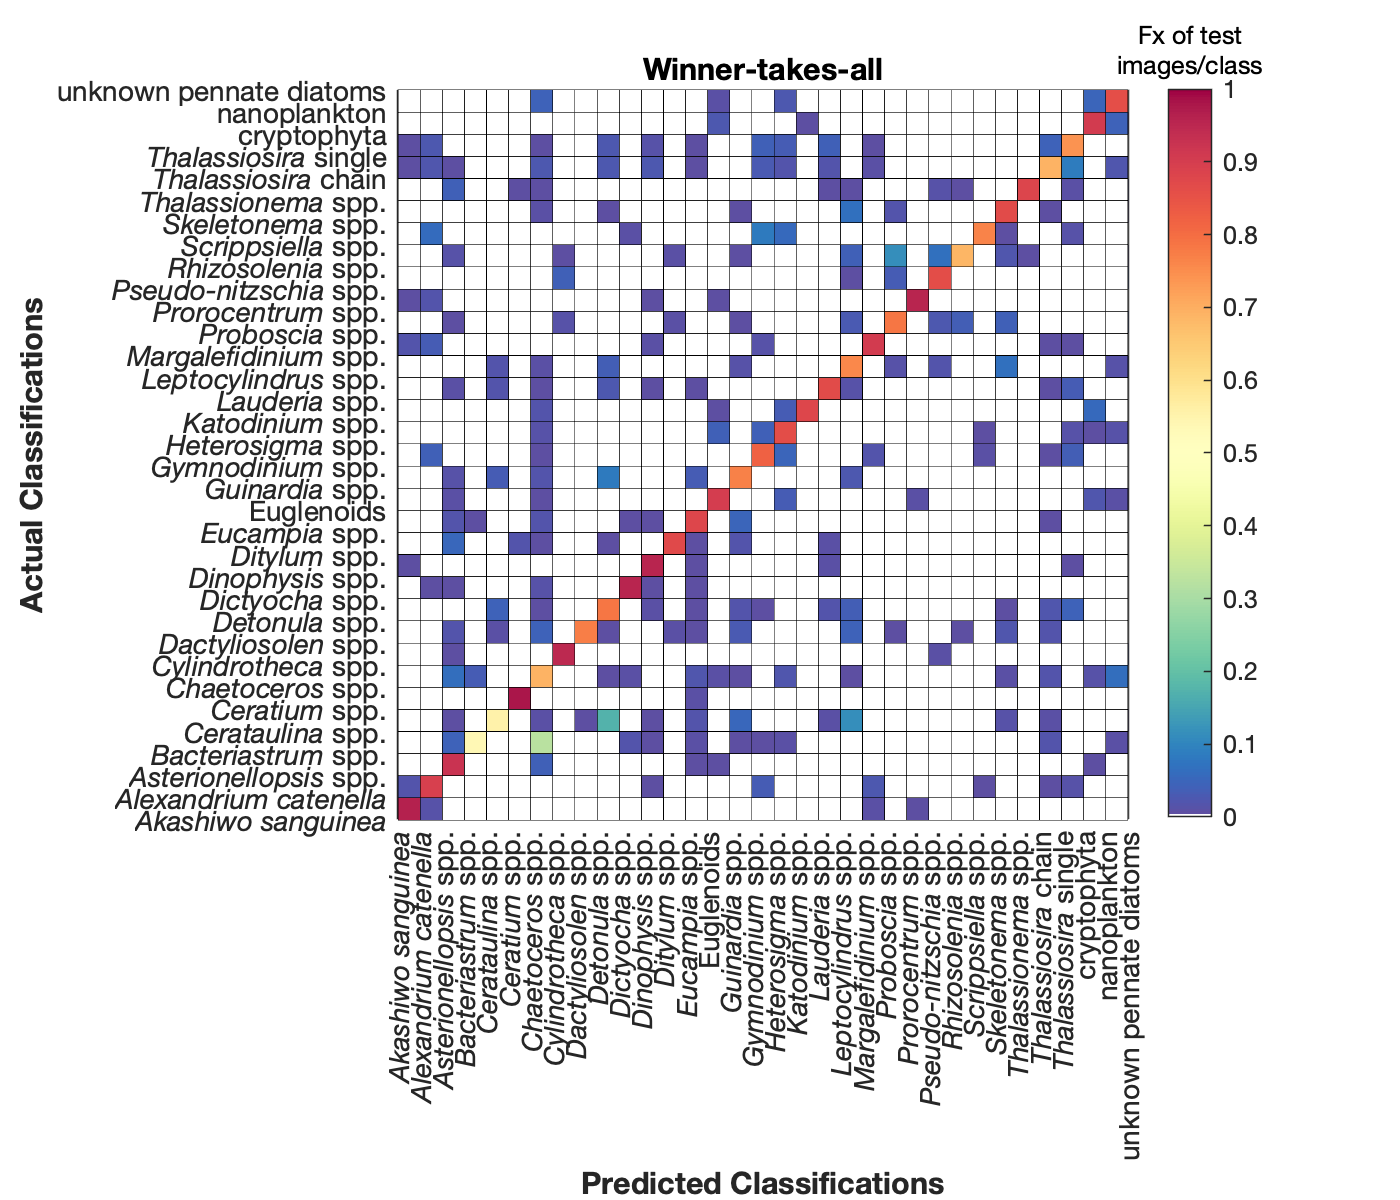 Fx of test
images/class
Winner-takes-all
unknown pennate diatoms
nanoplankton
cryptophyta
Thalassiosira single
Thalassiosira chain
Thalassionema spp.
Skeletonema spp.
Scrippsiella spp.
Rhizosolenia spp.
Pseudo-nitzschia spp.
Prorocentrum spp.
Proboscia spp.
Margalefidinium spp.
Leptocylindrus spp.
Lauderia spp.
Katodinium spp.
Heterosigma spp.
Gymnodinium spp.
Guinardia spp.
Euglenoids
Eucampia spp.
Ditylum spp.
Dinophysis spp.
Dictyocha spp.
Detonula spp.
Dactyliosolen spp.
Cylindrotheca spp.
Chaetoceros spp.
Ceratium spp.
Cerataulina spp.
Bacteriastrum spp.
Asterionellopsis spp.
Alexandrium catenella
Akashiwo sanguinea
Actual Classifications
1
0.9
0.8
0.7
0.6
0.5
0.4
0.3
0.2
0.1
0
Akashiwo sanguinea
Alexandrium catenella
Asterionellopsis spp.
Bacteriastrum spp.
Cerataulina spp.
Ceratium spp.
Chaetoceros spp.
Cylindrotheca spp.
Dactyliosolen spp.
Detonula spp.
Dictyocha spp.
Dinophysis spp.
Ditylum spp.
Eucampia spp.
Euglenoids
Guinardia spp.
Gymnodinium spp.
Heterosigma spp.
Katodinium spp.
Lauderia spp.
Leptocylindrus spp.
Margalefidinium spp.
Proboscia spp.
Prorocentrum spp.
Pseudo-nitzschia spp.
Rhizosolenia spp.
Scrippsiella spp.
Skeletonema spp.
Thalassionema spp.
Thalassiosira chain
Thalassiosira single
cryptophyta
nanoplankton
unknown pennate diatoms
Predicted Classifications